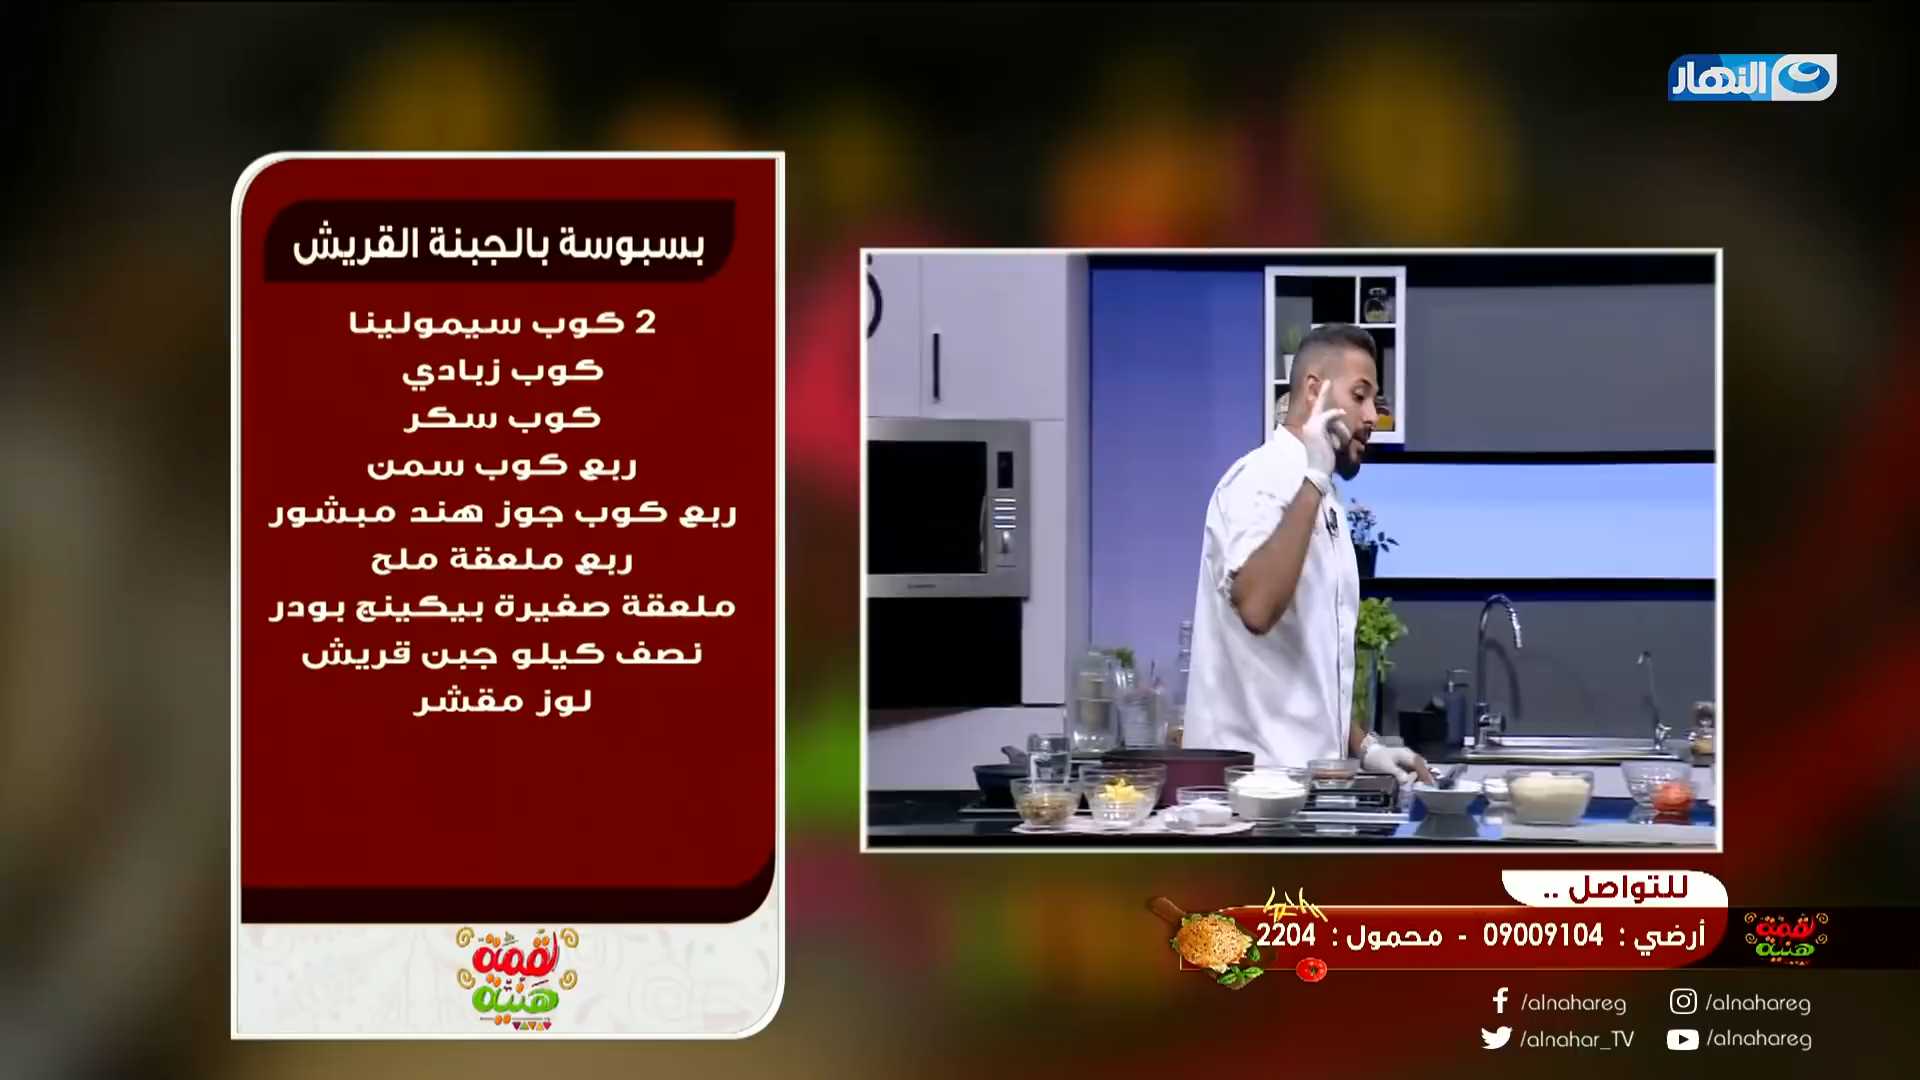 النهار
بسبوسة بالجبنة القريش
2 كوب سيمولينا
كوب زبادي
كوب سكر
ربع كوب سمن
ربع كوب جوز هند مبشور
ربع ملعقة ملح
ملعقة صغيرة بيكينج بودر
نصف كيلو جبن قريش
لوز مقشر
لقمة
هنية
للتواصل ..
أرضي : 09009104 - محمول : 2204
لقمة
هنية
/alnahareg
/alnahareg
/alnahar_TV
/alnahareg